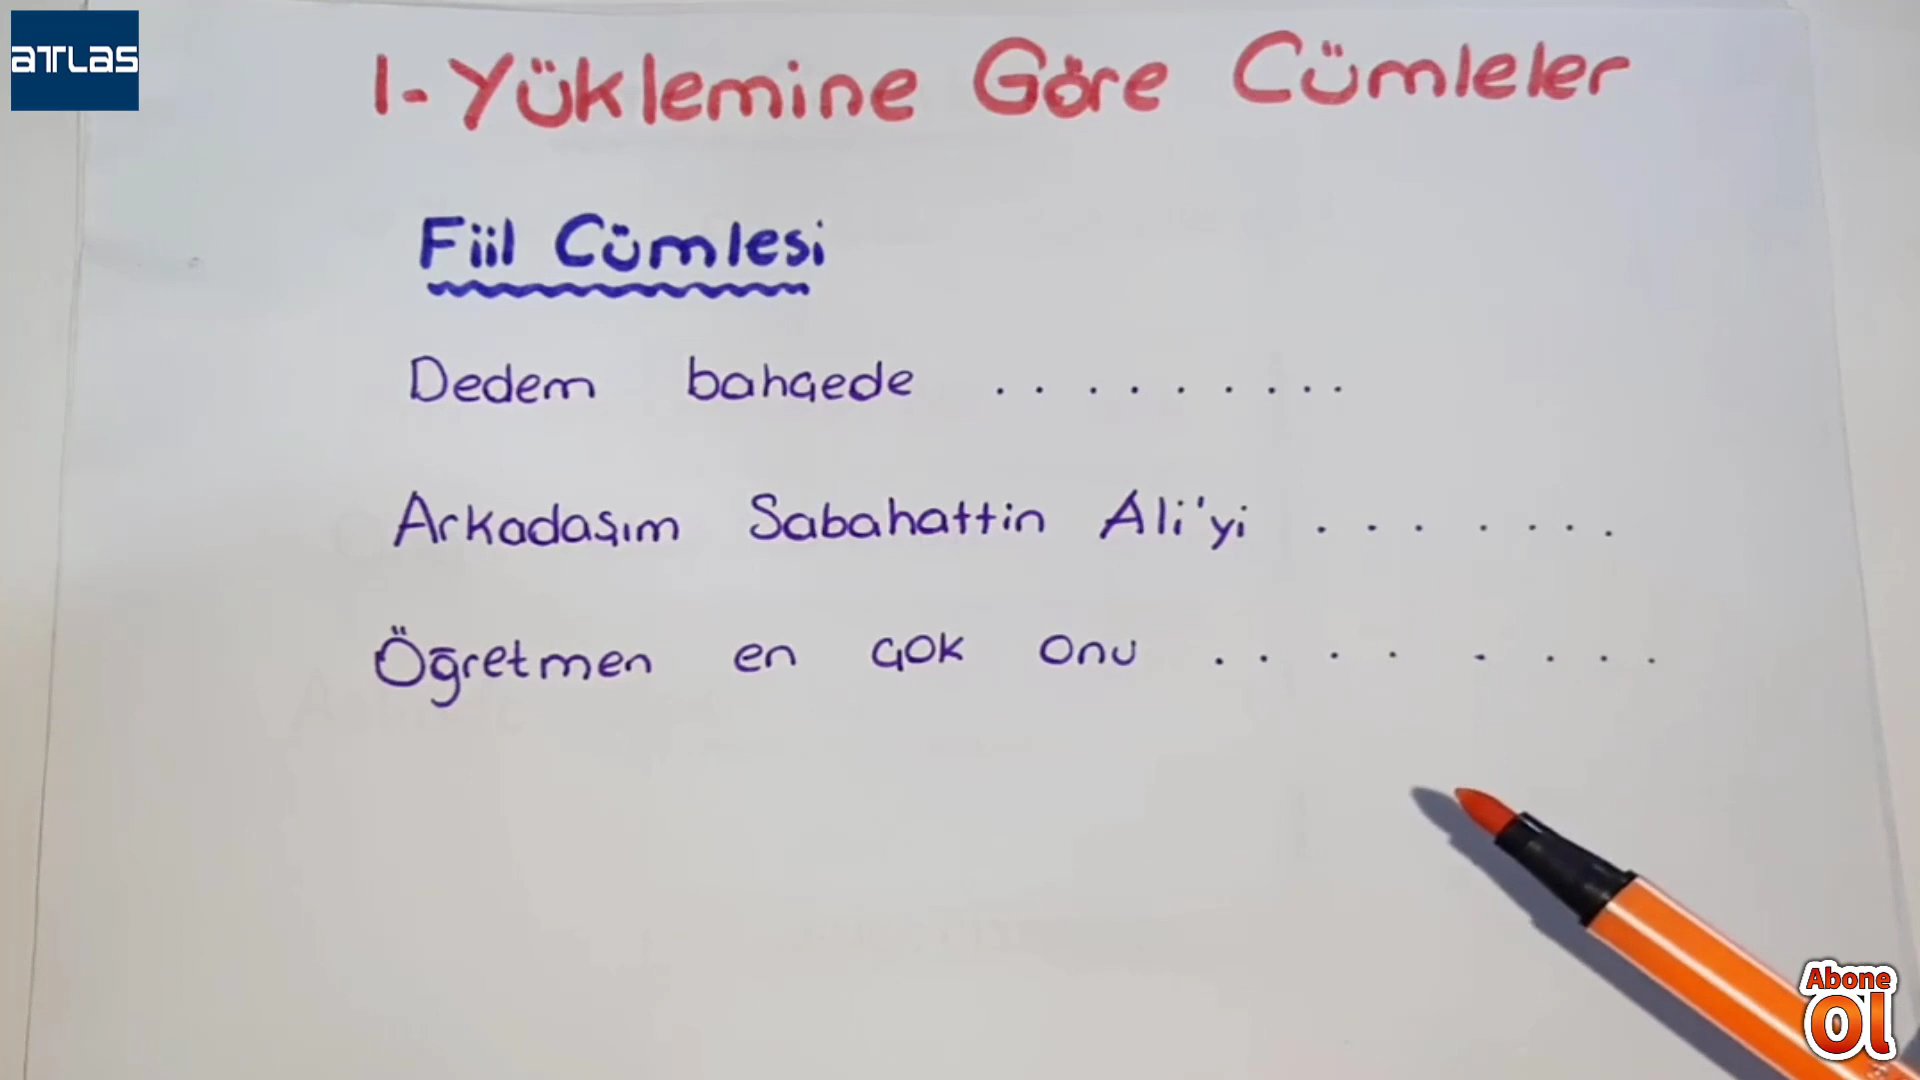 ATLAS
1-Yüklemine Göre Cümleler
Fiil Cümlesi
Dedem bahçede . . . . . . . . .
Arkadaşım Sabahattin Ali'yi . . . . . . .
Öğretmen en çok onu . . . . . . . .
Abone
Ol